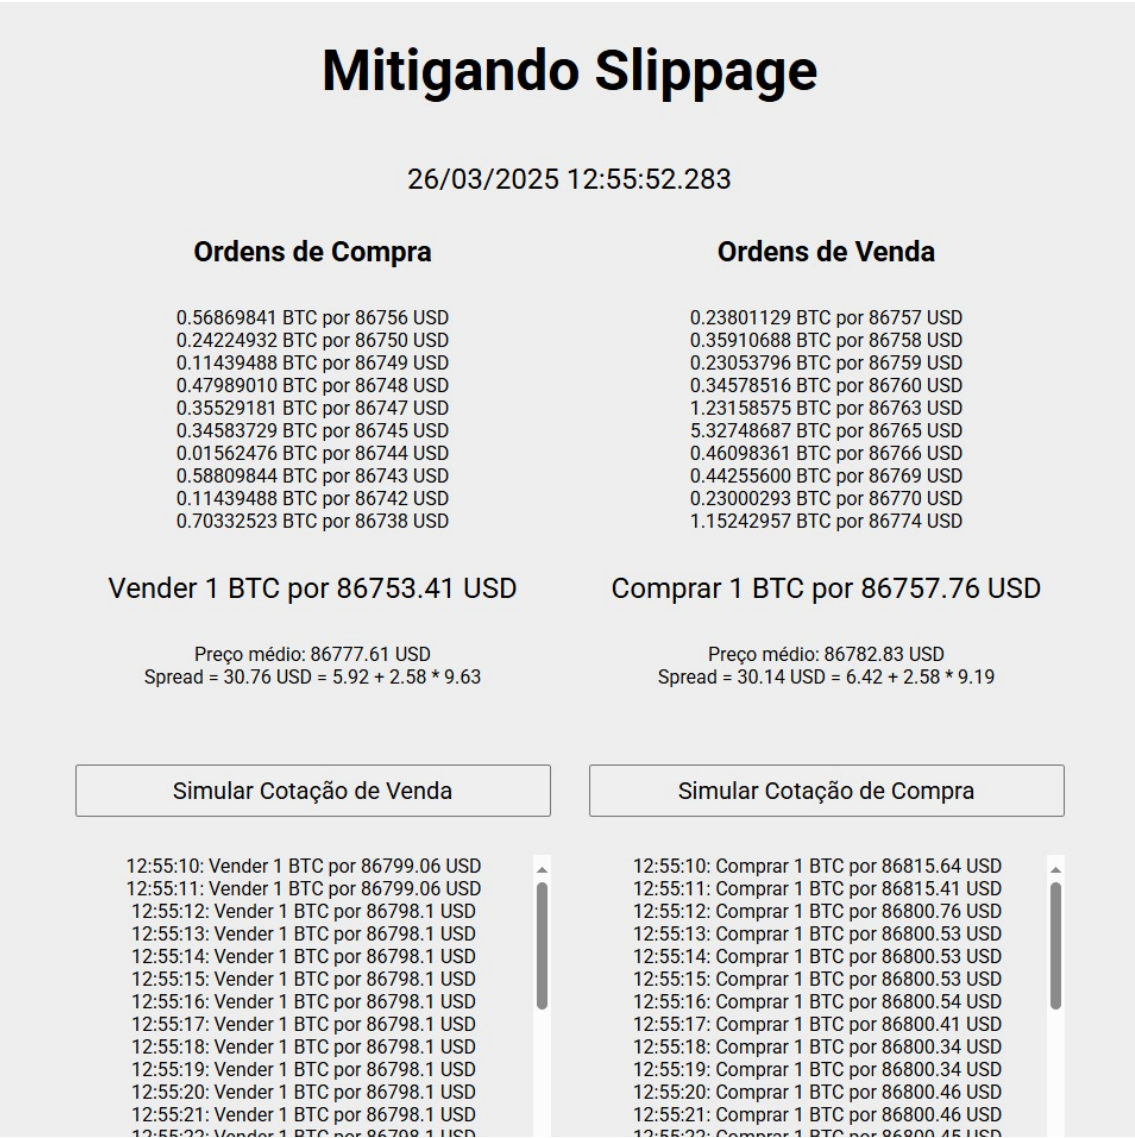 Mitigando Slippage
26/03/2025 12:55:52.283
Ordens de Compra
0.56869841 BTC por 86756 USD
0.24224932 BTC por 86750 USD
0.11439488 BTC por 86749 USD
0.47989010 BTC por 86748 USD
0.35529181 BTC por 86747 USD
0.34583729 BTC por 86745 USD
0.01562476 BTC por 86744 USD
0.58809844 BTC por 86743 USD
0.11439488 BTC por 86742 USD
0.70332523 BTC por 86738 USD
Vender 1 BTC por 86753.41 USD
Preço médio: 86777.61 USD
Spread = 30.76 USD = 5.92 + 2.58 * 9.63
Simular Cotação de Venda
12:55:10: Vender 1 BTC por 86799.06 USD
12:55:11: Vender 1 BTC por 86799.06 USD
12:55:12: Vender 1 BTC por 86798.1 USD
12:55:13: Vender 1 BTC por 86798.1 USD
12:55:14: Vender 1 BTC por 86798.1 USD
12:55:15: Vender 1 BTC por 86798.1 USD
12:55:16: Vender 1 BTC por 86798.1 USD
12:55:17: Vender 1 BTC por 86798.1 USD
12:55:18: Vender 1 BTC por 86798.1 USD
12:55:19: Vender 1 BTC por 86798.1 USD
12:55:20: Vender 1 BTC por 86798.1 USD
12:55:21: Vender 1 BTC por 86798.1 USD
12:55:22: Vender 1 BTC por 86798.1 USD
Ordens de Venda
0.23801129 BTC por 86757 USD
0.35910688 BTC por 86758 USD
0.23053796 BTC por 86759 USD
0.34578516 BTC por 86760 USD
1.23158575 BTC por 86763 USD
5.32748687 BTC por 86765 USD
0.46098361 BTC por 86766 USD
0.44255600 BTC por 86769 USD
0.23000293 BTC por 86770 USD
1.15242957 BTC por 86774 USD
Comprar 1 BTC por 86757.76 USD
Preço médio: 86782.83 USD
Spread = 30.14 USD = 6.42 + 2.58 * 9.19
Simular Cotação de Compra
12:55:10: Comprar 1 BTC por 86815.64 USD
12:55:11: Comprar 1 BTC por 86815.41 USD
12:55:12: Comprar 1 BTC por 86800.76 USD
12:55:13: Comprar 1 BTC por 86800.53 USD
12:55:14: Comprar 1 BTC por 86800.53 USD
12:55:15: Comprar 1 BTC por 86800.53 USD
12:55:16: Comprar 1 BTC por 86800.54 USD
12:55:17: Comprar 1 BTC por 86800.41 USD
12:55:18: Comprar 1 BTC por 86800.34 USD
12:55:19: Comprar 1 BTC por 86800.34 USD
12:55:20: Comprar 1 BTC por 86800.46 USD
12:55:21: Comprar 1 BTC por 86800.46 USD
12:55:22: Comprar 1 BTC por 86800.45 USD